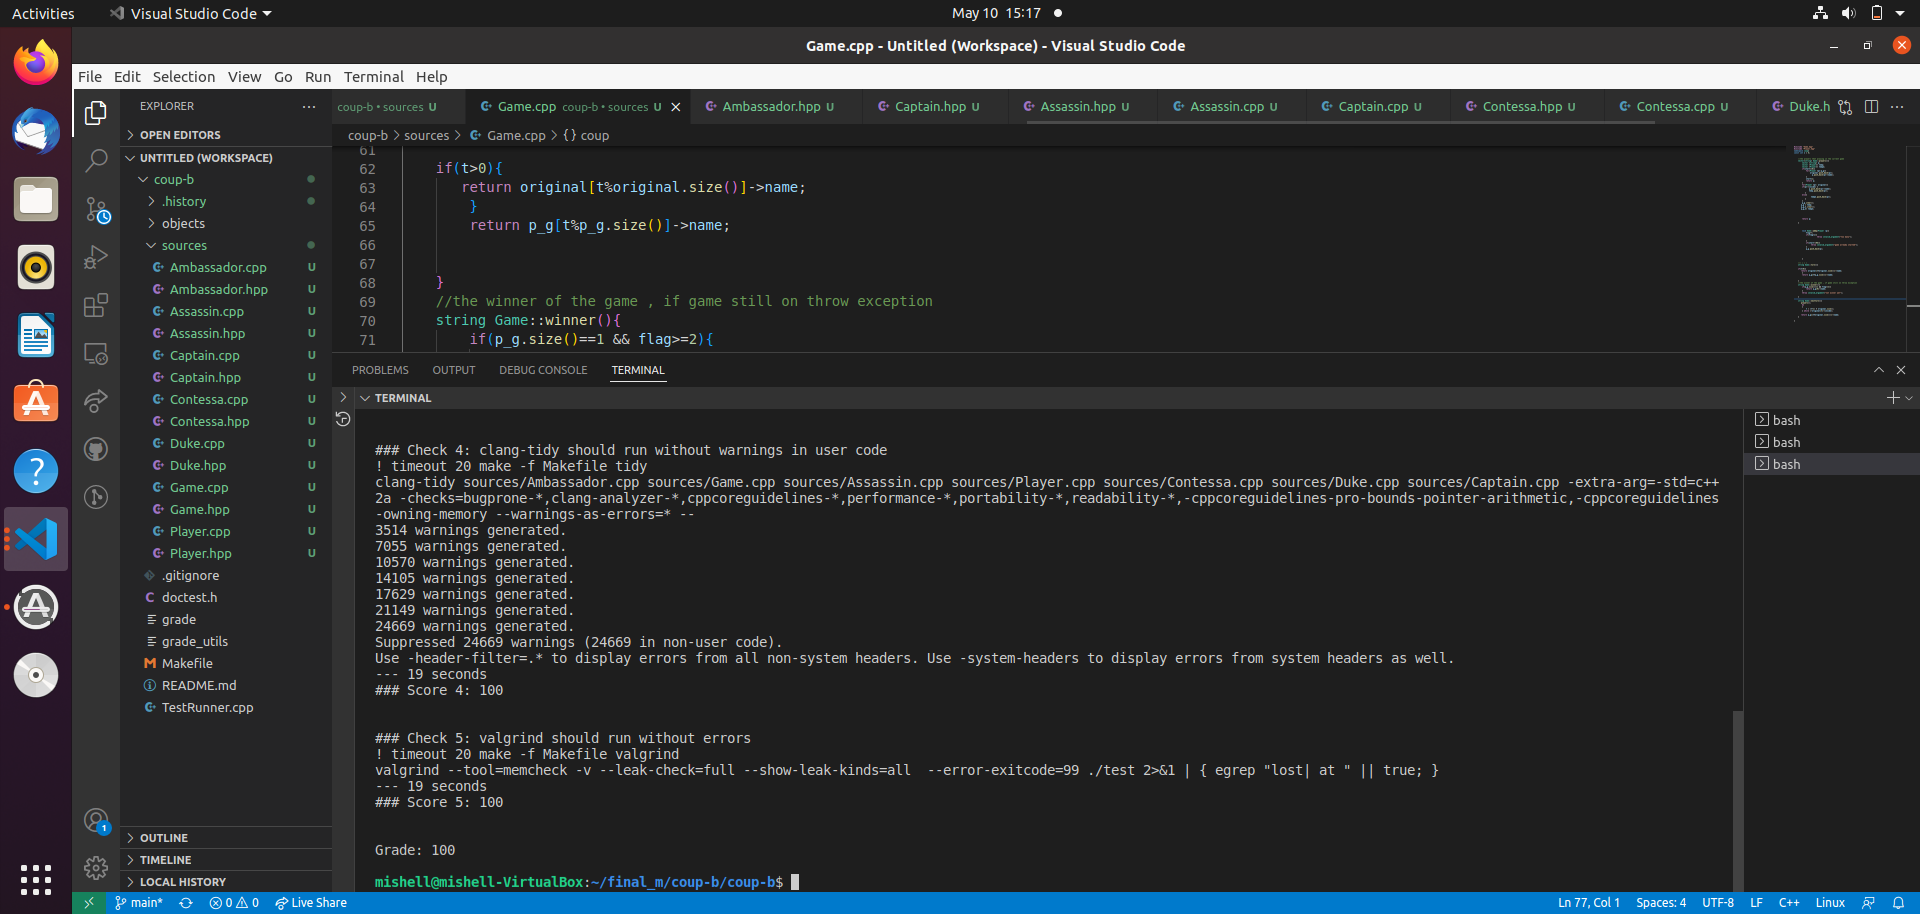 Activities
Visual Studio Code
May 10 15:17
Game.cpp - Untitled (Workspace) - Visual Studio Code
File Edit Selection View Go Run Terminal Help
EXPLORER
OPEN EDITORS
UNTITLED (WORKSPACE)
coup-b
.history
objects
sources
Ambassador.cpp U
Ambassador.hpp U
Assassin.cpp U
Assassin.hpp U
Captain.cpp U
Captain.hpp U
Contessa.cpp U
Contessa.hpp U
Duke.cpp U
Duke.hpp U
Game.cpp U
Game.hpp U
Player.cpp U
Player.hpp U
.gitignore
doctest.h
grade
grade_utils
Makefile
README.md
TestRunner.cpp
OUTLINE
TIMELINE
LOCAL HISTORY
coup-b • sources U
Game.cpp coup-b • sources U
Ambassador.hpp U
Captain.hpp U
Assassin.hpp U
Assassin.cpp U
Captain.cpp U
Contessa.hpp U
Contessa.cpp U
Duke.h
coup-b > sources > Game.cpp > {} coup
61
62 if(t>0){
63 return original[t%original.size()]->name;
64 }
65 return p_g[t%p_g.size()]->name;
66
67
68 }
69 //the winner of the game , if game still on throw exception
70 string Game::winner(){
71 if(p_g.size()==1 && flag>=2){
PROBLEMS OUTPUT DEBUG CONSOLE TERMINAL
TERMINAL
### Check 4: clang-tidy should run without warnings in user code
! timeout 20 make -f Makefile tidy
clang-tidy sources/Ambassador.cpp sources/Game.cpp sources/Assassin.cpp sources/Player.cpp sources/Contessa.cpp sources/Duke.cpp sources/Captain.cpp -extra-arg=-std=c++
2a -checks=bugprone-*,clang-analyzer-*,cppcoreguidelines-*,performance-*,portability-*,readability-*,-cppcoreguidelines-pro-bounds-pointer-arithmetic,-cppcoreguidelines
-owning-memory --warnings-as-errors=* --
3514 warnings generated.
7055 warnings generated.
10570 warnings generated.
14105 warnings generated.
17629 warnings generated.
21149 warnings generated.
24669 warnings generated.
Suppressed 24669 warnings (24669 in non-user code).
Use -header-filter=.* to display errors from all non-system headers. Use -system-headers to display errors from system headers as well.
--- 19 seconds
### Score 4: 100
### Check 5: valgrind should run without errors
! timeout 20 make -f Makefile valgrind
valgrind --tool=memcheck -v --leak-check=full --show-leak-kinds=all  --error-exitcode=99 ./test 2>&1 | { egrep "lost| at " || true; }
--- 19 seconds
### Score 5: 100
Grade: 100
mishell@mishell-VirtualBox:~/final_m/coup-b/coup-b$
bash
bash
bash
1
main* 0 0 Live Share
Ln 77, Col 1 Spaces: 4 UTF-8 LF C++ Linux